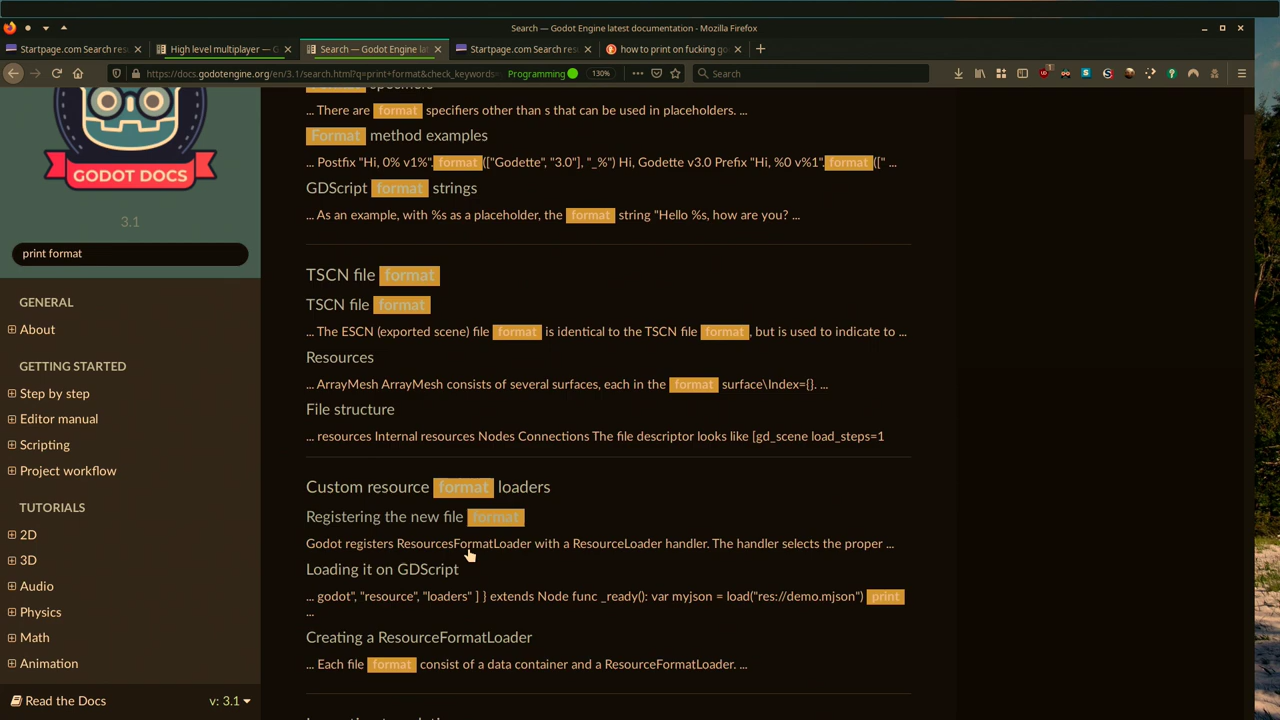 Search — Godot Engine latest documentation - Mozilla Firefox
Startpage.com Search res
High level multiplayer — G
Search — Godot Engine lat
Startpage.com Search res
how to print on fucking go
https://docs.godotengine.org/en/3.1/search.html?q=print+format&check_keywords=
Programming
130%
Search
GODOT DOCS
3.1
print format
GENERAL
About
GETTING STARTED
Step by step
Editor manual
Scripting
Project workflow
TUTORIALS
2D
3D
Audio
Physics
Math
Animation
Read the Docs
v: 3.1
... There are format specifiers other than s that can be used in placeholders. ...
Format method examples
... Postfix "Hi, 0% v1%".format(["Godette", "3.0"], "_%") Hi, Godette v3.0 Prefix "Hi, %0 v%1".format([" ...
GDScript format strings
... As an example, with %s as a placeholder, the format string "Hello %s, how are you? ...
TSCN file format
TSCN file format
... The ESCN (exported scene) file format is identical to the TSCN file format, but is used to indicate to ...
Resources
... ArrayMesh ArrayMesh consists of several surfaces, each in the format surface\Index={}. ...
File structure
... resources Internal resources Nodes Connections The file descriptor looks like [gd_scene load_steps=1
Custom resource format loaders
Registering the new file format
Godot registers ResourcesFormatLoader with a ResourceLoader handler. The handler selects the proper ...
Loading it on GDScript
... godot", "resource", "loaders" ] } extends Node func _ready(): var myjson = load("res://demo.mjson") print
...
Creating a ResourceFormatLoader
... Each file format consist of a data container and a ResourceFormatLoader. ...